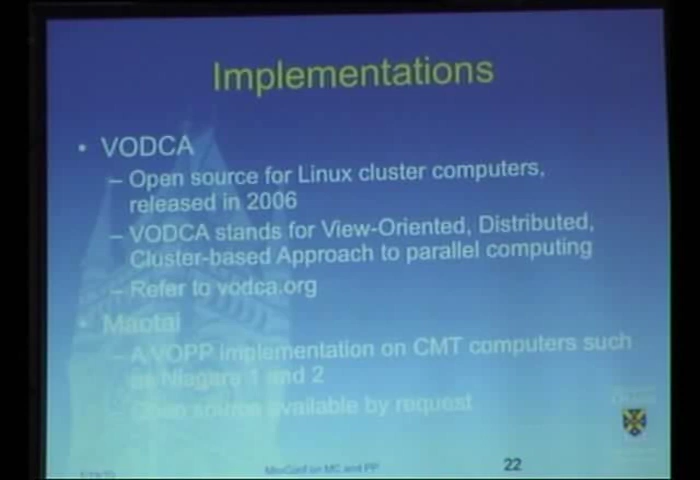 Implementations
• VODCA
– Open source for Linux cluster computers,
released in 2006
– VODCA stands for View-Oriented, Distributed,
Cluster-based Approach to parallel computing
– Refer to vodca.org
• Maotai
– A VOPP implementation on CMT computers such
as Niagara 1 and 2
– Open source available by request
MiniConf on MC and PP
22